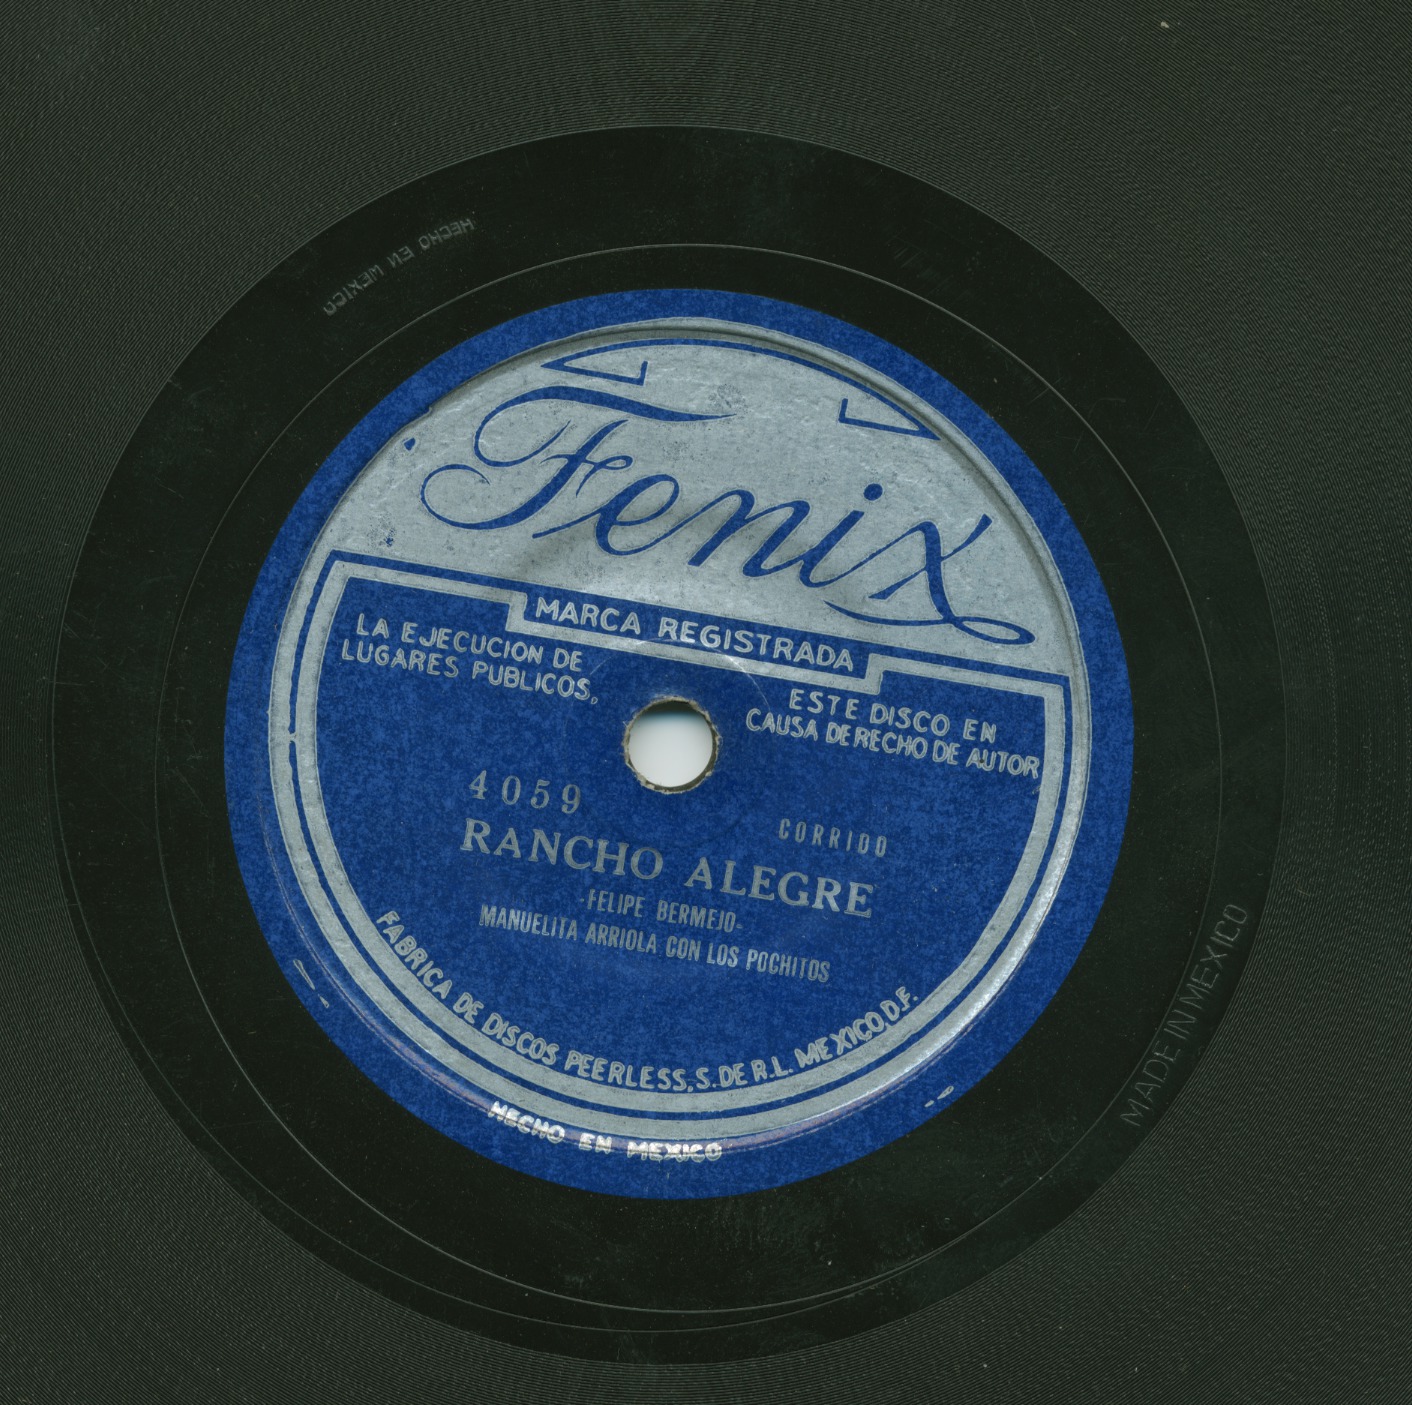 HECHO EN MEXICO
Fenix
MARCA REGISTRADA
LA EJECUCION DE
LUGARES PUBLICOS,
ESTE DISCO EN
CAUSA DERECHO DE AUTOR
4059
CORRIDO
RANCHO ALEGRE
-FELIPE BERMEJO-
MANUELITA ARRIOLA CON LOS POCHITOS
FABRICA DE DISCOS PEERLESS, S. DE R.L. MEXICO, D.F.
HECHO EN MEXICO
MADE IN MEXICO